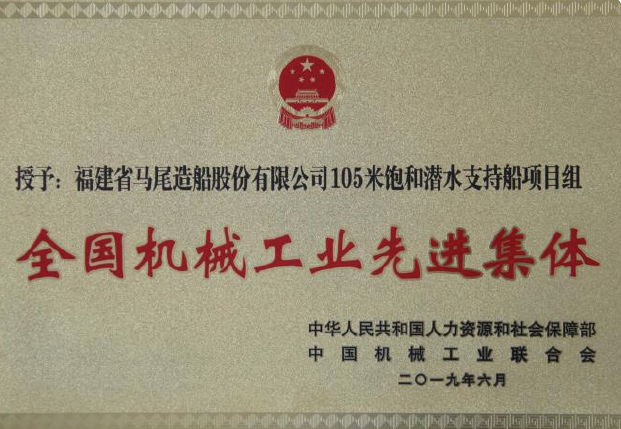 授予：福建省马尾造船股份有限公司105米饱和潜水支持船项目组
全国机械工业先进集体
中华人民共和国人力资源和社会保障部
中国机械工业联合会
二〇一九年六月